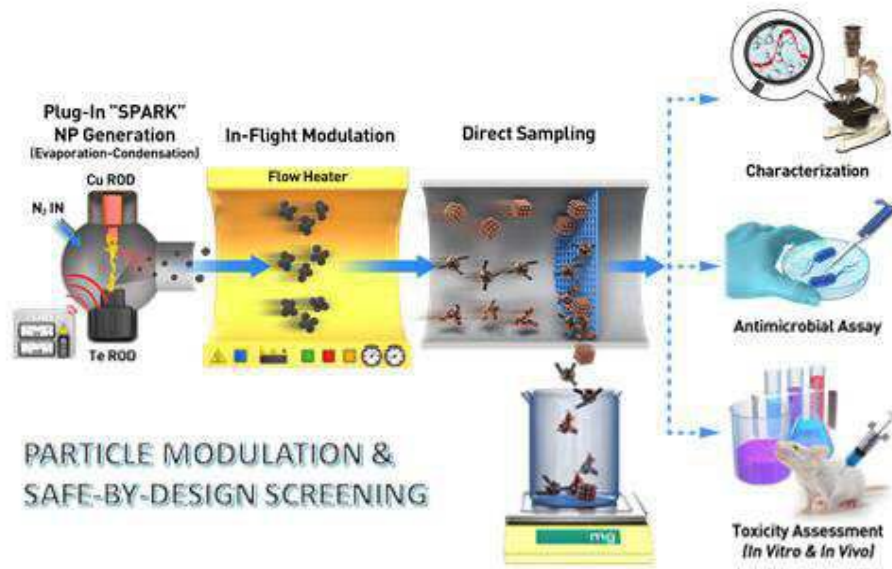 Plug-In "SPARK"
NP Generation
(Evaporation-Condensation)
Cu ROD
N₂ IN
Te ROD
In-Flight Modulation
Flow Heater
Direct Sampling
mg
Characterization
Antimicrobial Assay
Toxicity Assessment
(In Vitro & In Vivo)
PARTICLE MODULATION &
SAFE-BY-DESIGN SCREENING